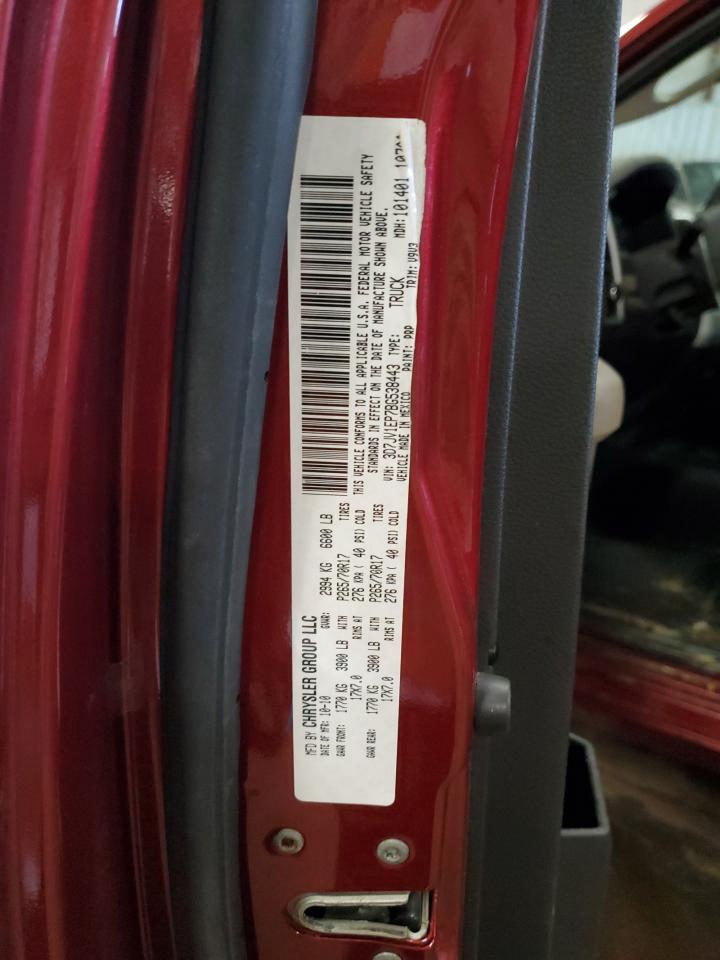 MFD BY CHRYSLER GROUP LLC
DATE OF MFR: 10-10 GVWR: 2994 KG 6600 LB
GAWR FRONT: 1770 KG 3900 LB WITH P265/70R17 TIRES
17X7.0 RIMS AT 276 KPA ( 40 PSI) COLD
GAWR REAR: 1770 KG 3900 LB WITH P265/70R17 TIRES
17X7.0 RIMS AT 276 KPA ( 40 PSI) COLD
THIS VEHICLE CONFORMS TO ALL APPLICABLE U.S.A. FEDERAL MOTOR VEHICLE SAFETY
STANDARDS IN EFFECT ON THE DATE OF MANUFACTURE SHOWN ABOVE.
VIN: 3D7JV1EP7BG538443 TYPE: TRUCK MDH: 101401
VEHICLE MADE IN MEXICO PAINT: PRP TRIM: V9V3